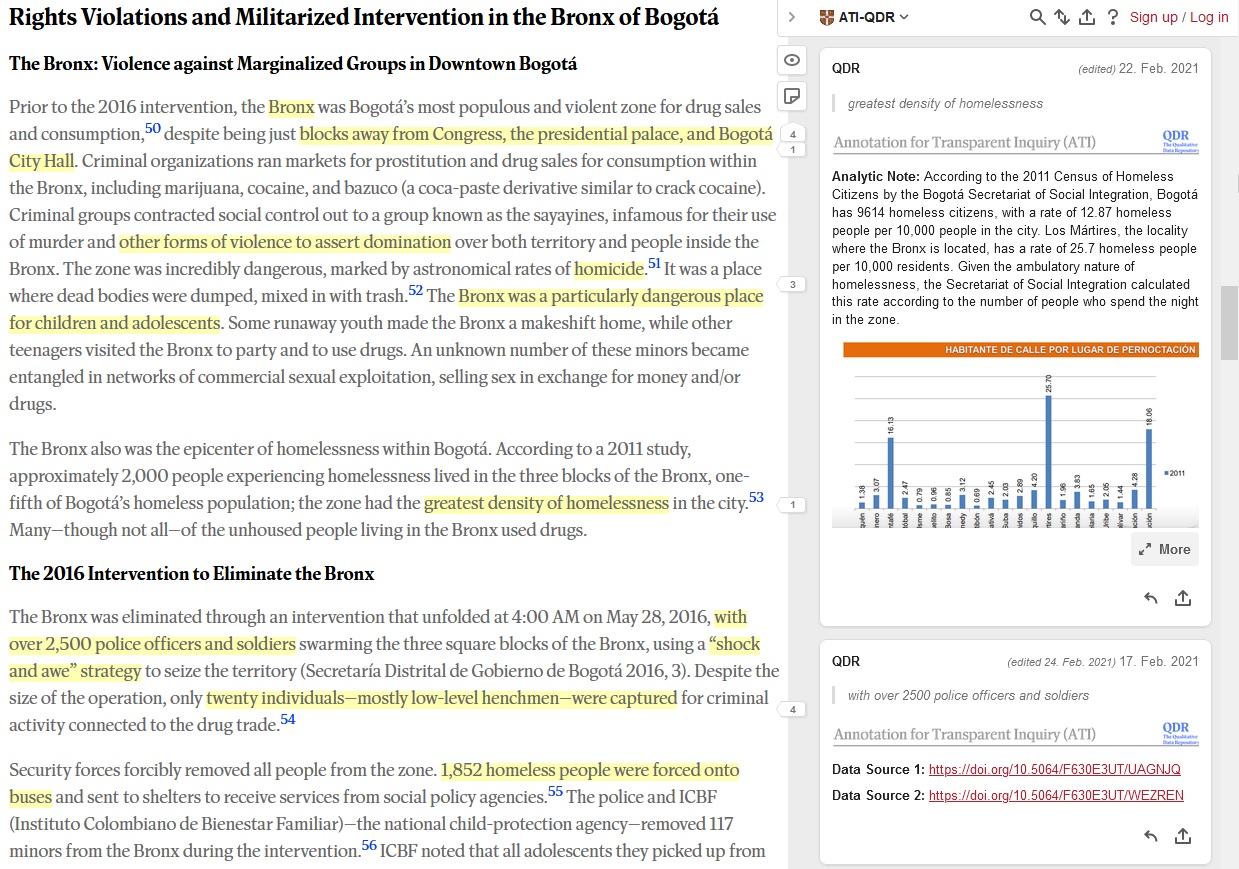 Rights Violations and Militarized Intervention in the Bronx of Bogotá
The Bronx: Violence against Marginalized Groups in Downtown Bogotá
Prior to the 2016 intervention, the Bronx was Bogotá's most populous and violent zone for drug sales
and consumption,50 despite being just blocks away from Congress, the presidential palace, and Bogotá
City Hall. Criminal organizations ran markets for prostitution and drug sales for consumption within
the Bronx, including marijuana, cocaine, and bazuco (a coca-paste derivative similar to crack cocaine).
Criminal groups contracted social control out to a group known as the sayayines, infamous for their use
of murder and other forms of violence to assert domination over both territory and people inside the
Bronx. The zone was incredibly dangerous, marked by astronomical rates of homicide.51 It was a place
where dead bodies were dumped, mixed in with trash.52 The Bronx was a particularly dangerous place
for children and adolescents. Some runaway youth made the Bronx a makeshift home, while other
teenagers visited the Bronx to party and to use drugs. An unknown number of these minors became
entangled in networks of commercial sexual exploitation, selling sex in exchange for money and/or
drugs.
The Bronx also was the epicenter of homelessness within Bogotá. According to a 2011 study,
approximately 2,000 people experiencing homelessness lived in the three blocks of the Bronx, one-
fifth of Bogotá's homeless population; the zone had the greatest density of homelessness in the city.53
Many—though not all—of the unhoused people living in the Bronx used drugs.
The 2016 Intervention to Eliminate the Bronx
The Bronx was eliminated through an intervention that unfolded at 4:00 AM on May 28, 2016, with
over 2,500 police officers and soldiers swarming the three square blocks of the Bronx, using a “shock
and awe” strategy to seize the territory (Secretaría Distrital de Gobierno de Bogotá 2016, 3). Despite the
size of the operation, only twenty individuals—mostly low-level henchmen—were captured for criminal
activity connected to the drug trade.54
Security forces forcibly removed all people from the zone. 1,852 homeless people were forced onto
buses and sent to shelters to receive services from social policy agencies.55 The police and ICBF
(Instituto Colombiano de Bienestar Familiar)—the national child-protection agency—removed 117
minors from the Bronx during the intervention.56 ICBF noted that all adolescents they picked up from
4
1
3
1
4
ATI-QDR
Sign up / Log in
QDR
(edited) 22. Feb. 2021
greatest density of homelessness
Annotation for Transparent Inquiry (ATI)
QDR
The Qualitative
Data Repository
Analytic Note: According to the 2011 Census of Homeless
Citizens by the Bogotá Secretariat of Social Integration, Bogotá
has 9614 homeless citizens, with a rate of 12.87 homeless
people per 10,000 people in the city. Los Mártires, the locality
where the Bronx is located, has a rate of 25.7 homeless people
per 10,000 residents. Given the ambulatory nature of
homelessness, the Secretariat of Social Integration calculated
this rate according to the number of people who spend the night
in the zone.
HABITANTE DE CALLE POR LUGAR DE PERNOCTACIÓN
1.38 3.07 16.13 2.47 0.79 0.96 0.85 3.12 0.69 2.45 2.03 2.89 4.20 25.70 1.96 3.83 1.65 2.05 1.44 4.28 18.06
2011
More
QDR
(edited 24. Feb. 2021) 17. Feb. 2021
with over 2500 police officers and soldiers
Annotation for Transparent Inquiry (ATI)
QDR
The Qualitative
Data Repository
Data Source 1: https://doi.org/10.5064/F630E3UT/UAGNJQ
Data Source 2: https://doi.org/10.5064/F630E3UT/WEZREN